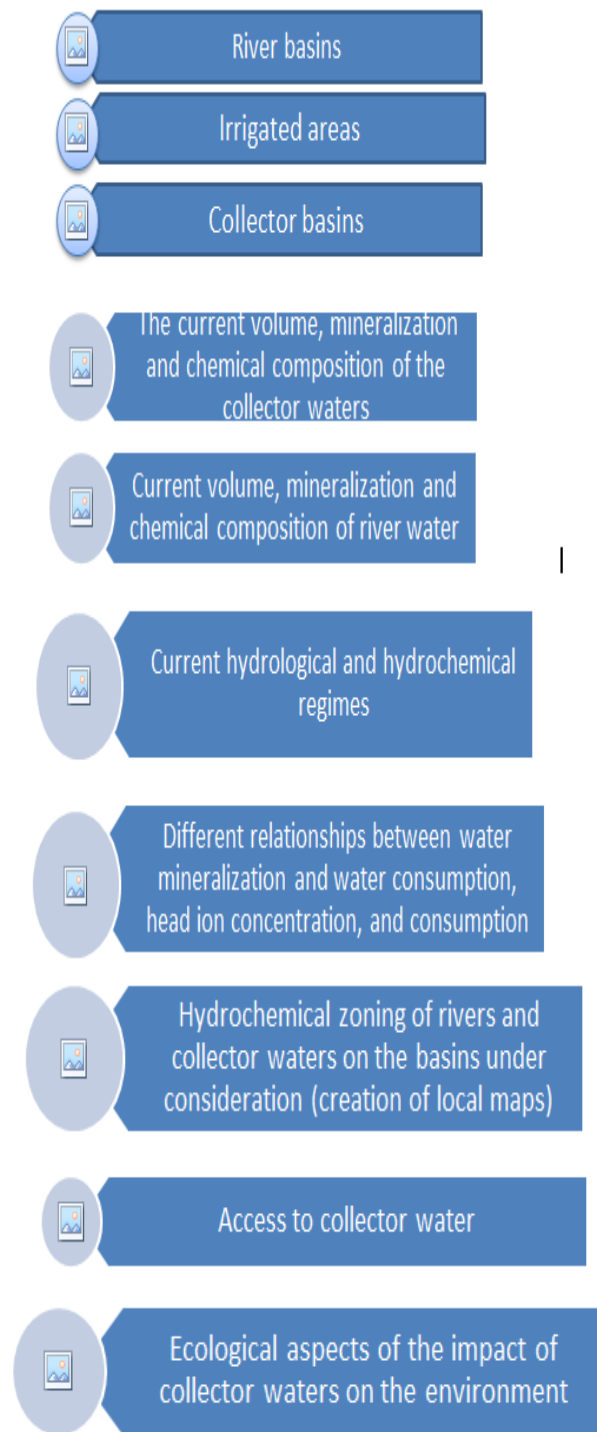 River basins
Irrigated areas
Collector basins
The current volume, mineralization
and chemical composition of the
collector waters
Current volume, mineralization and
chemical composition of river water
Current hydrological and hydrochemical
regimes
Different relationships between water
mineralization and water consumption,
head ion concentration, and consumption
Hydrochemical zoning of rivers and
collector waters on the basins under
consideration (creation of local maps)
Access to collector water
Ecological aspects of the impact of
collector waters on the environment